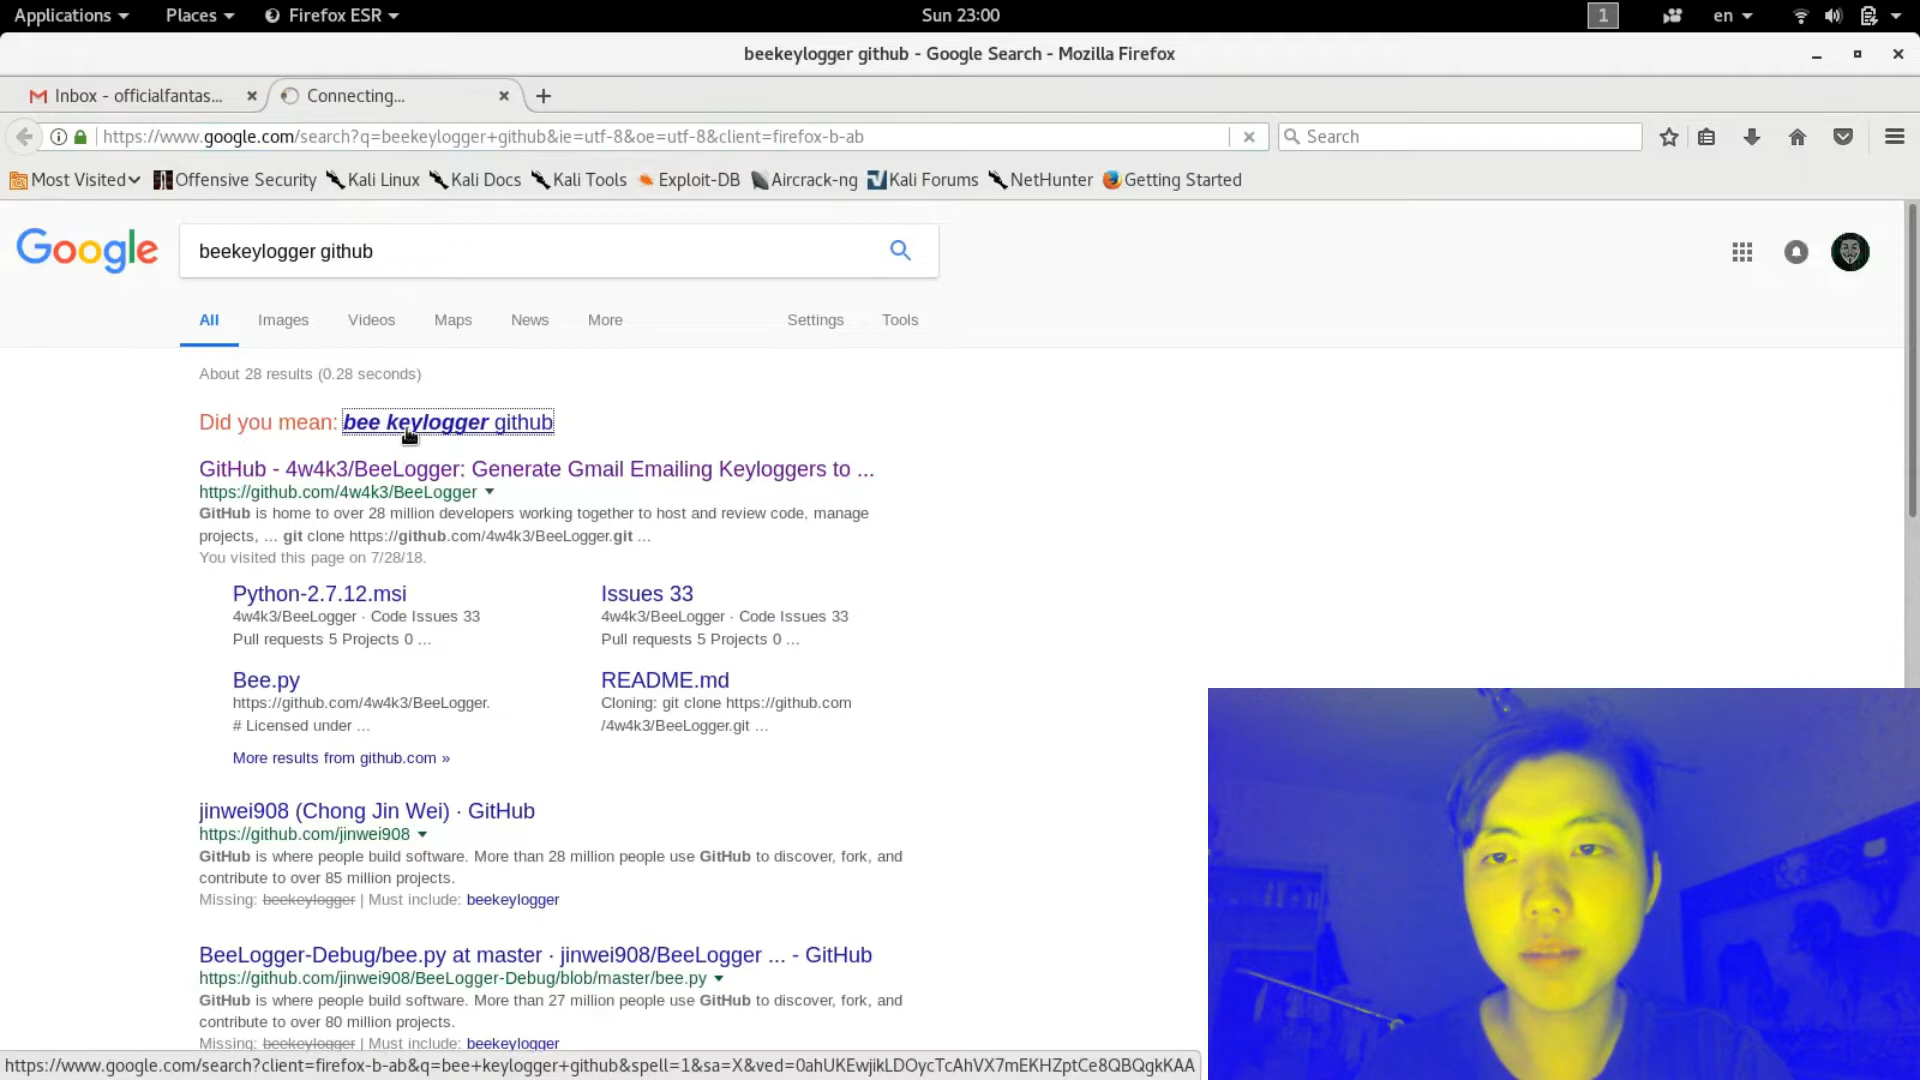 Applications Places Firefox ESR Sun 23:00 1 en
beekeylogger github - Google Search - Mozilla Firefox
Inbox - officialfantas... Connecting...
https://www.google.com/search?q=beekeylogger+github&ie=utf-8&oe=utf-8&client=firefox-b-ab Search
Most Visited Offensive Security Kali Linux Kali Docs Kali Tools Exploit-DB Aircrack-ng Kali Forums NetHunter Getting Started
Google beekeylogger github
All Images Videos Maps News More Settings Tools
About 28 results (0.28 seconds)
Did you mean: bee keylogger github
GitHub - 4w4k3/BeeLogger: Generate Gmail Emailing Keyloggers to ...
https://github.com/4w4k3/BeeLogger
GitHub is home to over 28 million developers working together to host and review code, manage
projects, ... git clone https://github.com/4w4k3/BeeLogger.git ...
You visited this page on 7/28/18.
Python-2.7.12.msi Issues 33
4w4k3/BeeLogger · Code Issues 33 4w4k3/BeeLogger · Code Issues 33
Pull requests 5 Projects 0 ... Pull requests 5 Projects 0 ...
Bee.py README.md
https://github.com/4w4k3/BeeLogger. Cloning: git clone https://github.com
# Licensed under ... /4w4k3/BeeLogger.git ...
More results from github.com »
jinwei908 (Chong Jin Wei) · GitHub
https://github.com/jinwei908
GitHub is where people build software. More than 28 million people use GitHub to discover, fork, and
contribute to over 85 million projects.
Missing: beekeylogger | Must include: beekeylogger
BeeLogger-Debug/bee.py at master · jinwei908/BeeLogger ... - GitHub
https://github.com/jinwei908/BeeLogger-Debug/blob/master/bee.py
GitHub is where people build software. More than 27 million people use GitHub to discover, fork, and
contribute to over 80 million projects.
Missing: beekeylogger | Must include: beekeylogger
https://www.google.com/search?client=firefox-b-ab&q=bee+keylogger+github&spell=1&sa=X&ved=0ahUKEwjikLDOycTcAhVX7mEKHZptCe8QBQgkKAA